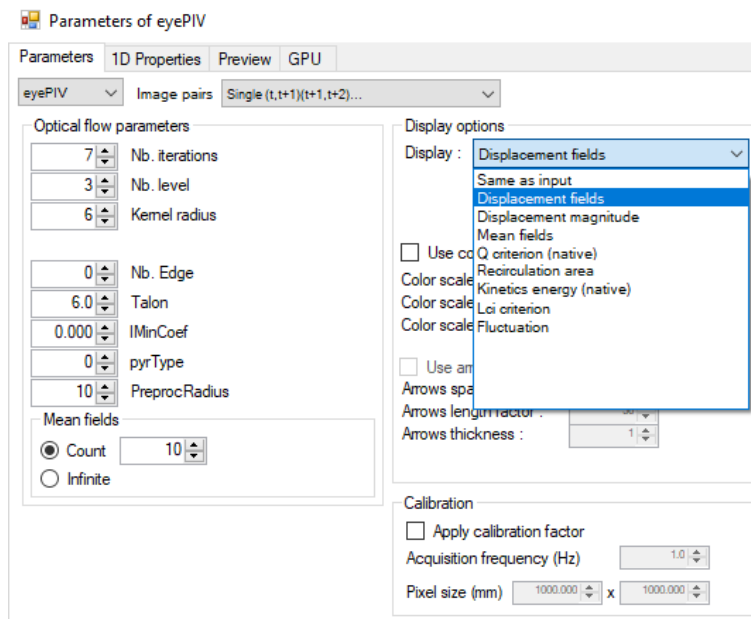 Parameters of eyePIV
Parameters 1D Properties Preview GPU
eyePIV Image pairs Single (t,t+1)(t+1,t+2)...
Optical flow parameters
7 Nb. iterations
3 Nb. level
6 Kernel radius
0 Nb. Edge
6.0 Talon
0.000 IMinCoef
0 pyrType
10 PreprocRadius
Mean fields
Count 10
Infinite
Display options
Display : Displacement fields
Same as input
Displacement fields
Displacement magnitude
Mean fields
Q criterion (native)
Recirculation area
Kinetics energy (native)
Lci criterion
Fluctuation
Use
Color scale
Color scale
Color scale
Use
Arrows
Arrows length factor :
Arrows thickness : 1
Calibration
Apply calibration factor
Acquisition frequency (Hz) 1.0
Pixel size (mm) 1000.000 x 1000.000